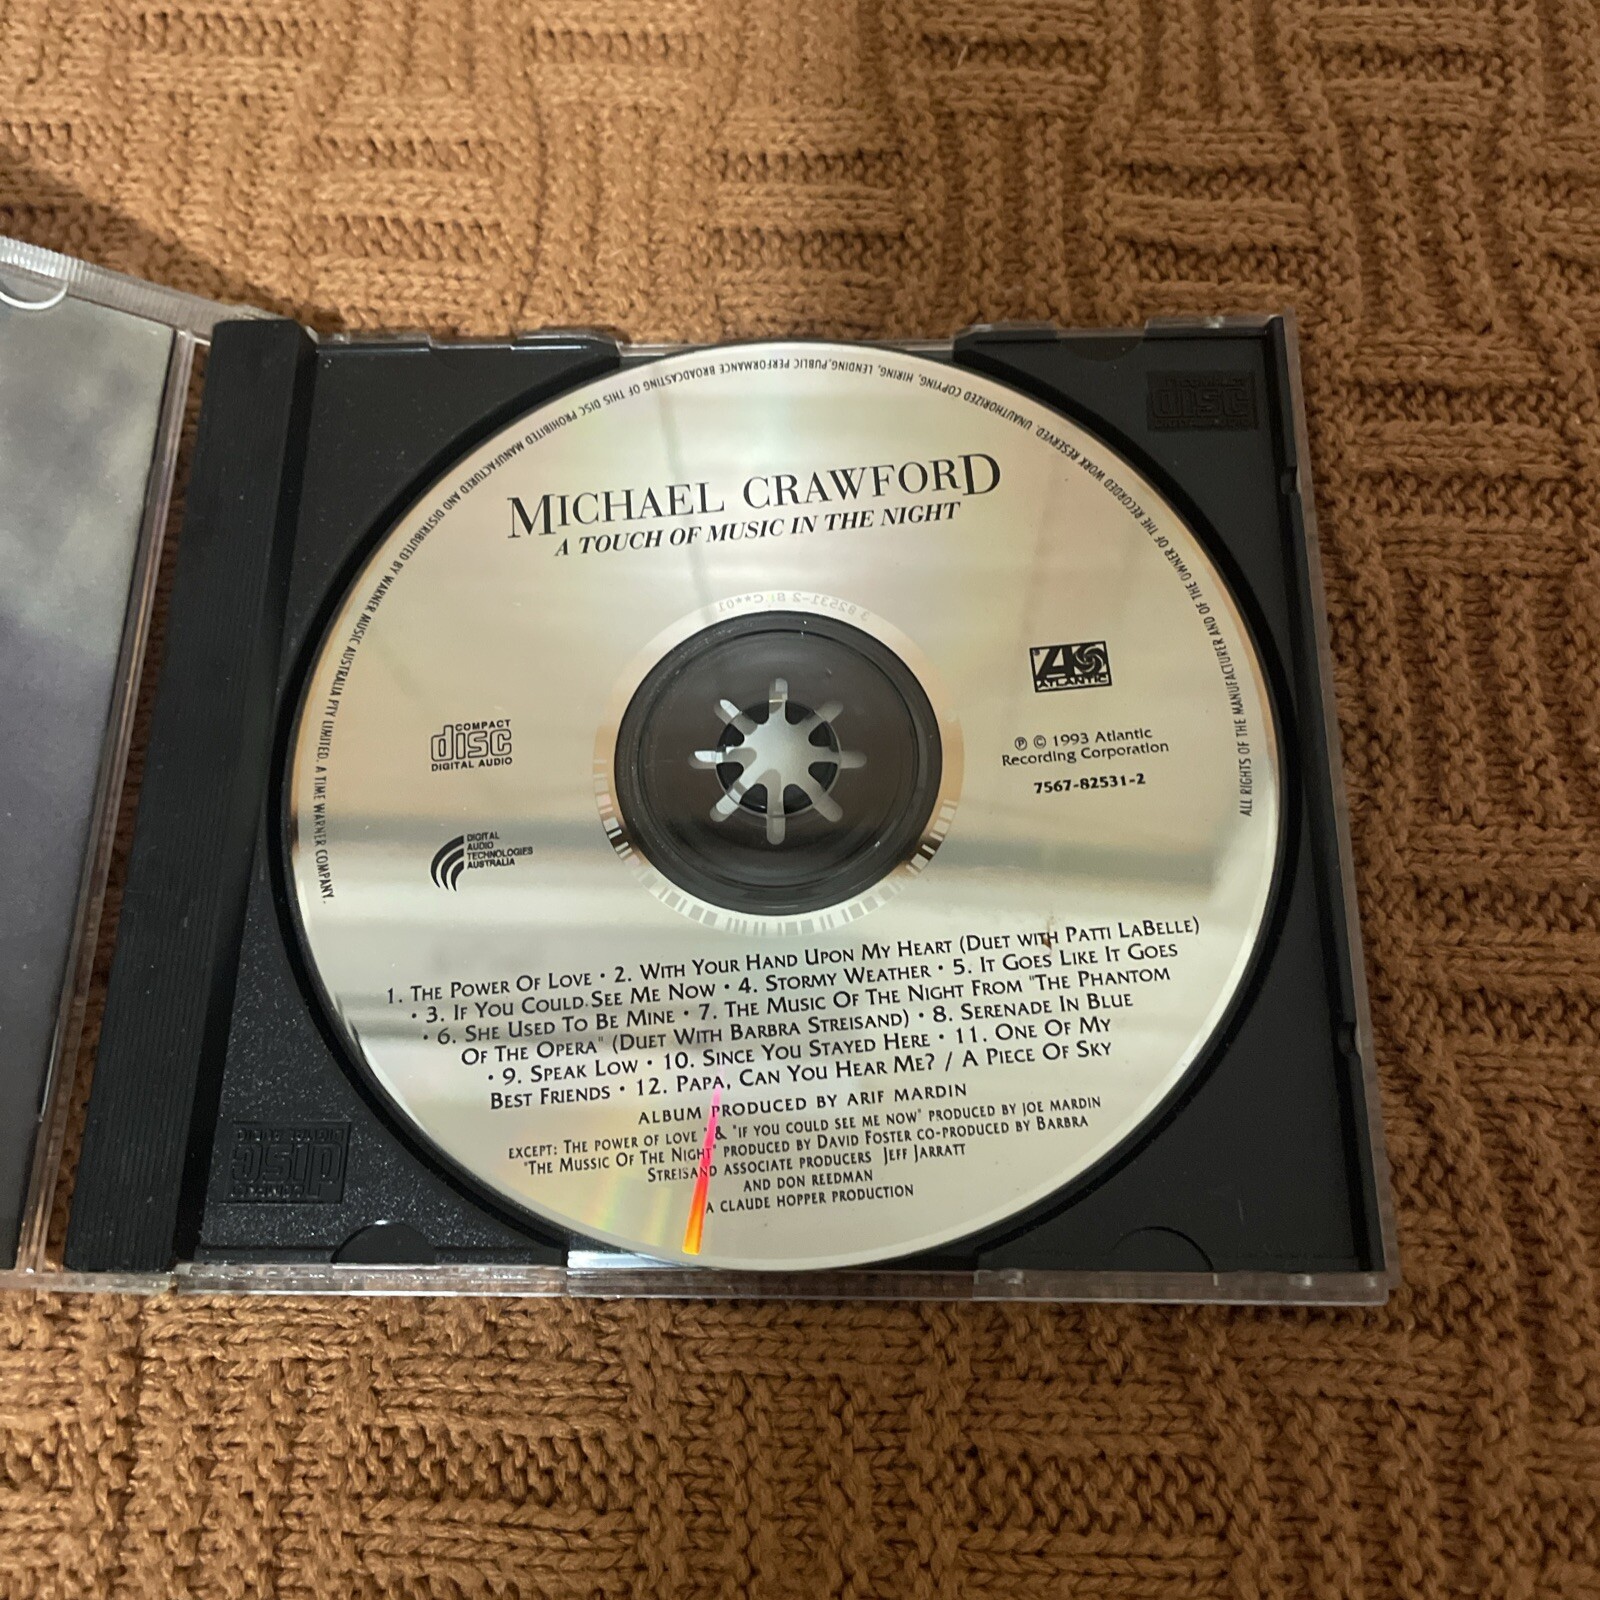 MICHAEL CRAWFORD
A TOUCH OF MUSIC IN THE NIGHT
MANUFACTURED AND DISTRIBUTED BY WARNER MUSIC AUSTRALIA PTY LIMITED. A TIME WARNER COMPANY.
ALL RIGHTS OF THE MANUFACTURER AND OF THE OWNER OF THE RECORDED WORK RESERVED. UNAUTHORIZED COPYING, HIRING, LENDING, PUBLIC PERFORMANCE BROADCASTING OF THIS DISC PROHIBITED
3 82531-2
ATLANTIC
COMPACT
disc
DIGITAL AUDIO
℗ © 1993 Atlantic
Recording Corporation
7567-82531-2
DIGITAL
AUDIO
TECHNOLOGIES
AUSTRALIA
1. THE POWER OF LOVE • 2. WITH YOUR HAND UPON MY HEART (DUET WITH PATTI LABELLE)
• 3. IF YOU COULD SEE ME NOW • 4. STORMY WEATHER • 5. IT GOES LIKE IT GOES
• 6. SHE USED TO BE MINE • 7. THE MUSIC OF THE NIGHT FROM "THE PHANTOM
OF THE OPERA" (DUET WITH BARBRA STREISAND) • 8. SERENADE IN BLUE
• 9. SPEAK LOW • 10. SINCE YOU STAYED HERE • 11. ONE OF MY
BEST FRIENDS • 12. PAPA, CAN YOU HEAR ME? / A PIECE OF SKY
ALBUM PRODUCED BY ARIF MARDIN
EXCEPT: THE POWER OF LOVE " & "IF YOU COULD SEE ME NOW" PRODUCED BY JOE MARDIN
"THE MUSSIC OF THE NIGHT" PRODUCED BY DAVID FOSTER CO-PRODUCED BY BARBRA
STREISAND ASSOCIATE PRODUCERS JEFF JARRATT
AND DON REEDMAN
A CLAUDE HOPPER PRODUCTION
disc
disc